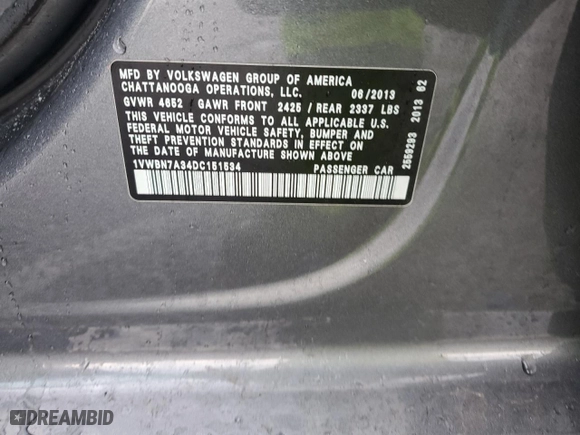 MFD BY VOLKSWAGEN GROUP OF AMERICA
CHATTANOOGA OPERATIONS, LLC. 06/2013
GVWR 4652 GAWR FRONT 2425 / REAR 2337 LBS
THIS VEHICLE CONFORMS TO ALL APPLICABLE U.S.
FEDERAL MOTOR VEHICLE SAFETY, BUMPER AND
THEFT PREVENTION STANDARDS IN EFFECT ON
THE DATE OF MANUFACTURE SHOWN ABOVE.
1VWBN7A34DC151534 PASSENGER CAR
2559293 2013 62
DREAMBID